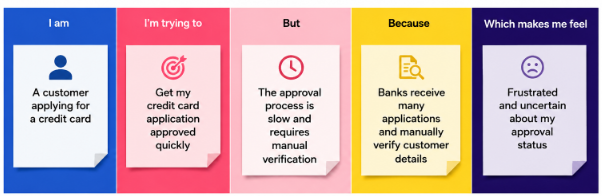 I am
I'm trying to
But
Because
Which makes me feel
A customer
applying for
a credit card
Get my
credit card
application
approved
quickly
The approval
process is
slow and
requires
manual
verification
Banks receive
many
applications
and manually
verify customer
details
Frustrated
and uncertain
about my
approval
status